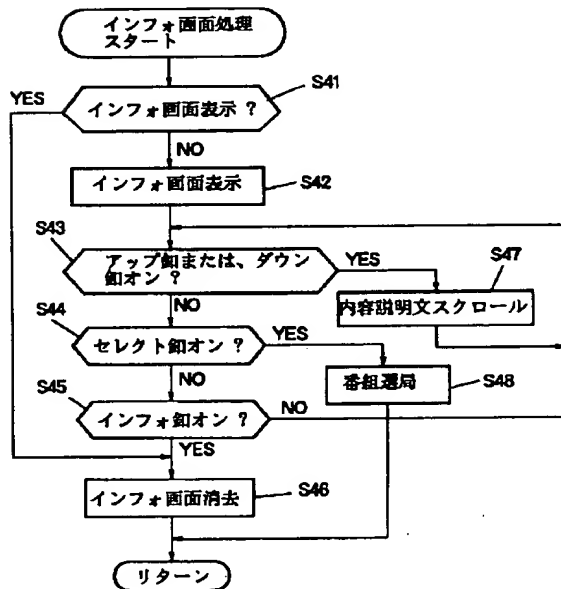 インフォ画面処理
スタート
S41
YES
インフォ画面表示 ?
NO
インフォ画面表示
S42
S43
アップ釦または、ダウン
釦オン ?
YES
S47
内容説明文スクロール
NO
S44
セレクト釦オン ?
YES
番組選局
S48
NO
S45
インフォ釦オン ?
NO
YES
インフォ画面消去
S46
リターン